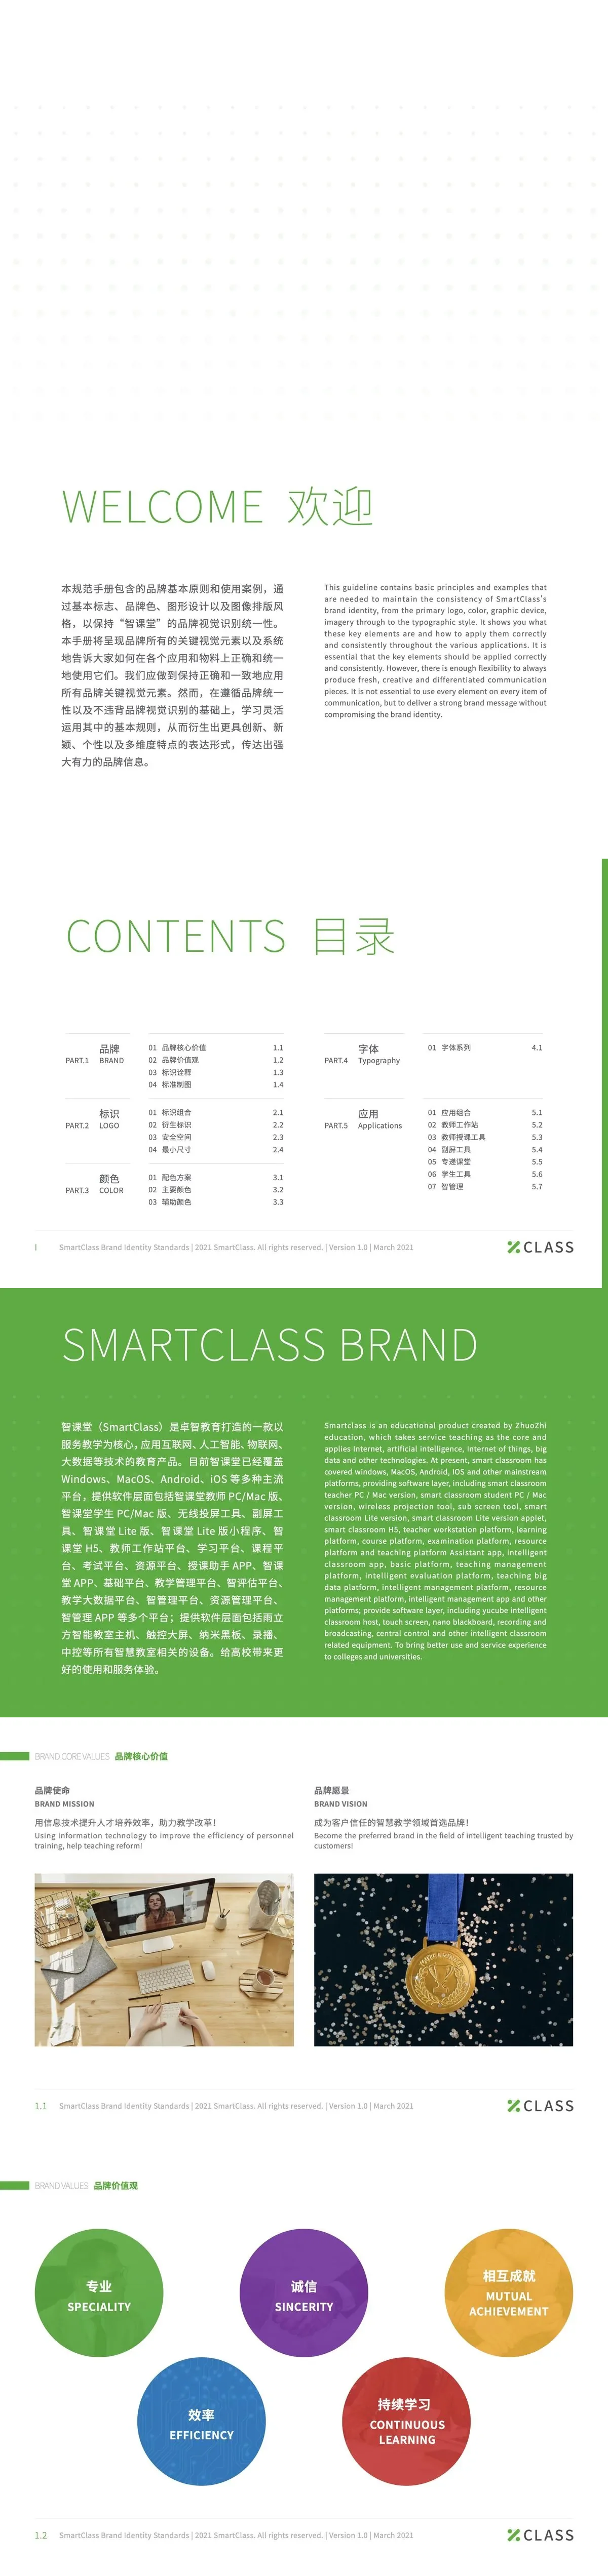 WELCOME 欢迎
本规范手册包含的品牌基本原则和使用案例，通
过基本标志、品牌色、图形设计以及图像排版风
格，以保持“智课堂”的品牌视觉识别统一性。
本手册将呈现品牌所有的关键视觉元素以及系统
地告诉大家如何在各个应用和物料上正确和统一
地使用它们。我们应做到保持正确和一致地应用
所有品牌关键视觉元素。然而，在遵循品牌统一
性以及不违背品牌视觉识别的基础上，学习灵活
运用其中的基本规则，从而衍生出更具创新、新
颖、个性以及多维度特点的表达形式，传达出强
大有力的品牌信息。
This guideline contains basic principles and examples that
are needed to maintain the consistency of SmartClass's
brand identity, from the primary logo, color, graphic device,
imagery through to the typographic style. It shows you what
these key elements are and how to apply them correctly
and consistently throughout the various applications. It is
essential that the key elements should be applied correctly
and consistently. However, there is enough flexibility to always
produce fresh, creative and differentiated communication
pieces. It is not essential to use every element on every item of
communication, but to deliver a strong brand message without
compromising the brand identity.
CONTENTS 目录
品牌
PART.1 BRAND
01 品牌核心价值 1.1
02 品牌价值观 1.2
03 标识诠释 1.3
04 标准制图 1.4
标识
PART.2 LOGO
01 标识组合 2.1
02 衍生标识 2.2
03 安全空间 2.3
04 最小尺寸 2.4
颜色
PART.3 COLOR
01 配色方案 3.1
02 主要颜色 3.2
03 辅助颜色 3.3
字体
PART.4 Typography
01 字体系列 4.1
应用
PART.5 Applications
01 应用组合 5.1
02 教师工作站 5.2
03 教师授课工具 5.3
04 副屏工具 5.4
05 专递课堂 5.5
06 学生工具 5.6
07 智管理 5.7
I SmartClass Brand Identity Standards | 2021 SmartClass. All rights reserved. | Version 1.0 | March 2021
CLASS
SMARTCLASS BRAND
智课堂（SmartClass）是卓智教育打造的一款以
服务教学为核心，应用互联网、人工智能、物联网、
大数据等技术的教育产品。目前智课堂已经覆盖
Windows、MacOS、Android、iOS 等多种主流
平台，提供软件层面包括智课堂教师 PC/Mac 版、
智课堂学生 PC/Mac 版、无线投屏工具、副屏工
具、智课堂 Lite 版、智课堂 Lite 版小程序、智
课堂 H5、教师工作站平台、学习平台、课程平
台、考试平台、资源平台、授课助手 APP、智课
堂 APP、基础平台、教学管理平台、智评估平台、
教学大数据平台、智管理平台、资源管理平台、
智管理 APP 等多个平台；提供软件层面包括雨立
方智能教室主机、触控大屏、纳米黑板、录播、
中控等所有智慧教室相关的设备。给高校带来更
好的使用和服务体验。
Smartclass is an educational product created by ZhuoZhi
education, which takes service teaching as the core and
applies Internet, artificial intelligence, Internet of things, big
data and other technologies. At present, smart classroom has
covered windows, MacOS, Android, IOS and other mainstream
platforms, providing software layer, including smart classroom
teacher PC / Mac version, smart classroom student PC / Mac
version, wireless projection tool, sub screen tool, smart
classroom Lite version, smart classroom Lite version applet,
smart classroom H5, teacher workstation platform, learning
platform, course platform, examination platform, resource
platform and teaching platform Assistant app, intelligent
classroom app, basic platform, teaching management
platform, intelligent evaluation platform, teaching big
data platform, intelligent management platform, resource
management platform, intelligent management app and other
platforms; provide software layer, including yucube intelligent
classroom host, touch screen, nano blackboard, recording and
broadcasting, central control and other intelligent classroom
related equipment. To bring better use and service experience
to colleges and universities.
BRAND CORE VALUES 品牌核心价值
品牌使命
BRAND MISSION
用信息技术提升人才培养效率，助力教学改革！
Using information technology to improve the efficiency of personnel
training, help teaching reform!
品牌愿景
BRAND VISION
成为客户信任的智慧教学领域首选品牌！
Become the preferred brand in the field of intelligent teaching trusted by
customers!
1.1 SmartClass Brand Identity Standards | 2021 SmartClass. All rights reserved. | Version 1.0 | March 2021
CLASS
BRAND VALUES 品牌价值观
专业
SPECIALITY
诚信
SINCERITY
相互成就
MUTUAL
ACHIEVEMENT
效率
EFFICIENCY
持续学习
CONTINUOUS
LEARNING
1.2 SmartClass Brand Identity Standards | 2021 SmartClass. All rights reserved. | Version 1.0 | March 2021
CLASS